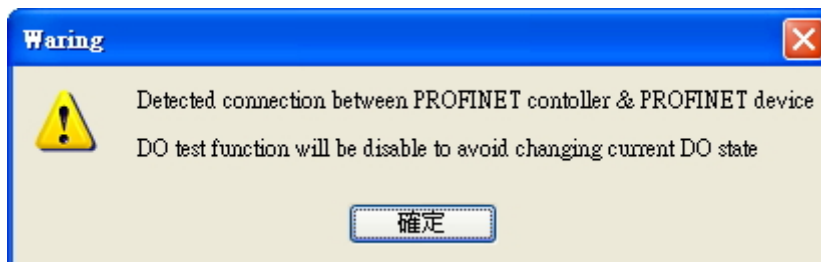 Waring
Detected connection between PROFINET contoller & PROFINET device
DO test function will be disable to avoid changing current DO state
確定